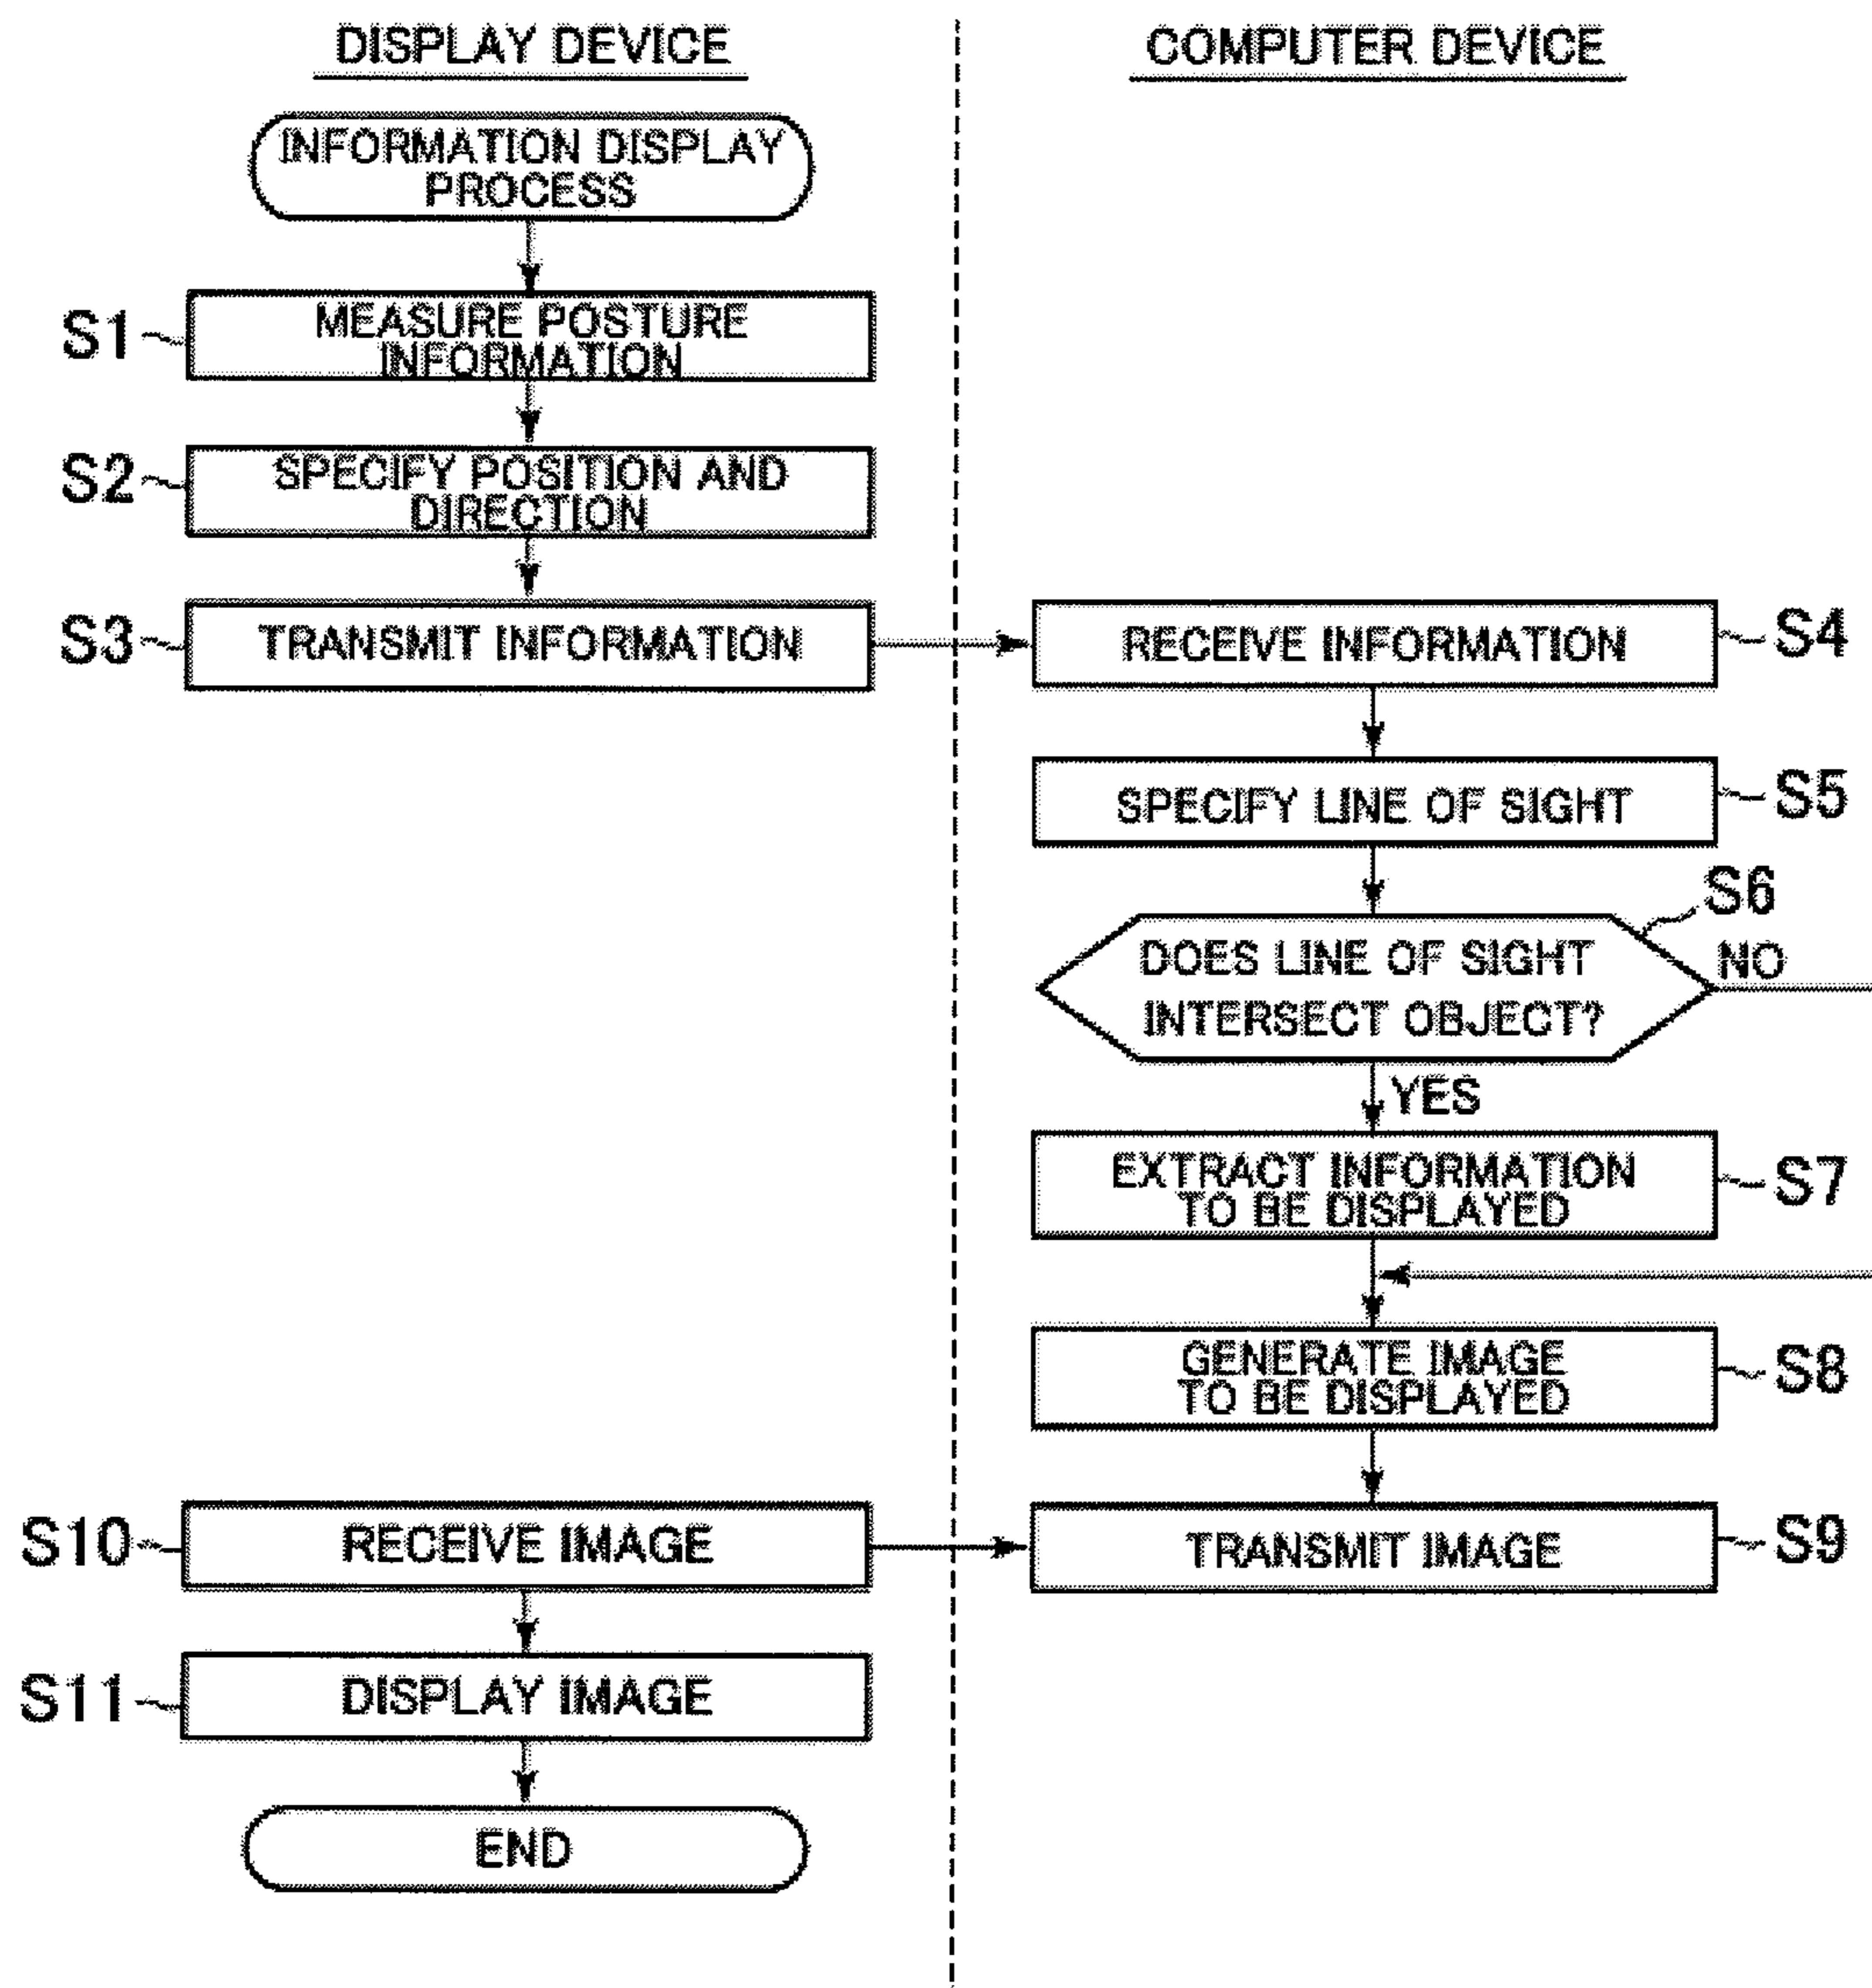 DISPLAY DEVICE
COMPUTER DEVICE
INFORMATION DISPLAY
PROCESS
S1
MEASURE POSTURE
INFORMATION
S2
SPECIFY POSITION AND
DIRECTION
S3
TRANSMIT INFORMATION
RECEIVE INFORMATION
S4
SPECIFY LINE OF SIGHT
S5
S6
DOES LINE OF SIGHT
INTERSECT OBJECT?
NO
YES
EXTRACT INFORMATION
TO BE DISPLAYED
S7
GENERATE IMAGE
TO BE DISPLAYED
S8
TRANSMIT IMAGE
S9
S10
RECEIVE IMAGE
S11
DISPLAY IMAGE
END